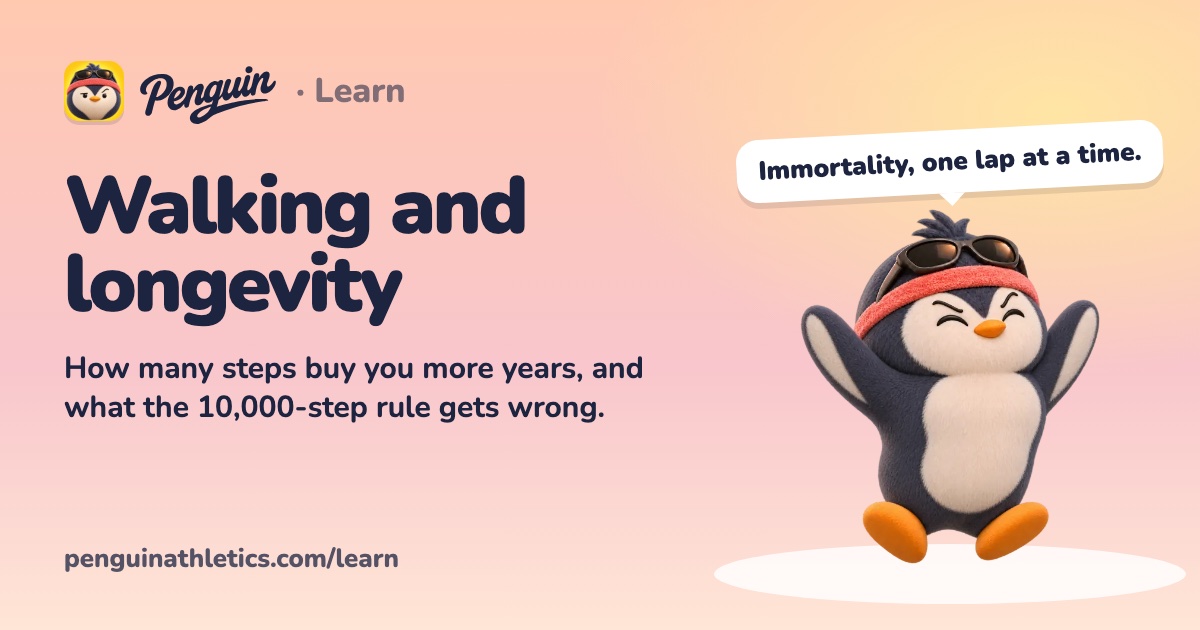 Penguin · Learn
Immortality, one lap at a time.
Walking and
longevity
How many steps buy you more years, and
what the 10,000-step rule gets wrong.
penguinathletics.com/learn